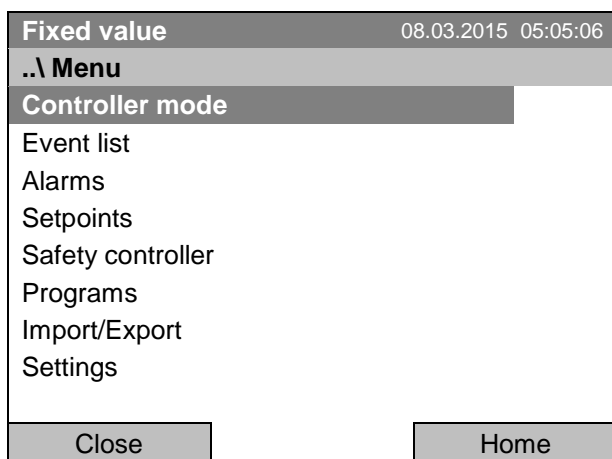 Fixed value 08.03.2015 05:05:06
..\ Menu
Controller mode
Event list
Alarms
Setpoints
Safety controller
Programs
Import/Export
Settings
Close Home